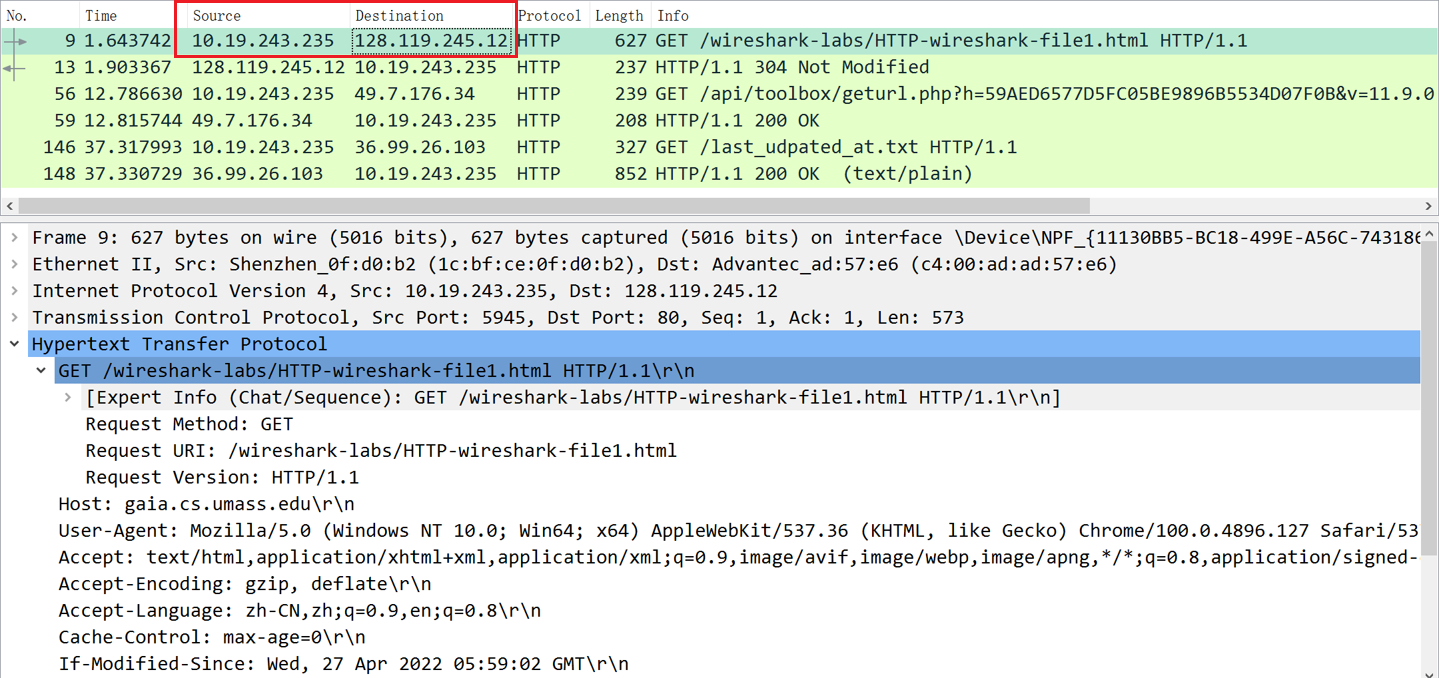 No. Time Source Destination Protocol Length Info
9 1.643742 10.19.243.235 128.119.245.12 HTTP 627 GET /wireshark-labs/HTTP-wireshark-file1.html HTTP/1.1
13 1.903367 128.119.245.12 10.19.243.235 HTTP 237 HTTP/1.1 304 Not Modified
56 12.786630 10.19.243.235 49.7.176.34 HTTP 239 GET /api/toolbox/geturl.php?h=59AED6577D5FC05BE9896B5534D07F0B&v=11.9.0
59 12.815744 49.7.176.34 10.19.243.235 HTTP 208 HTTP/1.1 200 OK
146 37.317993 10.19.243.235 36.99.26.103 HTTP 327 GET /last_udpated_at.txt HTTP/1.1
148 37.330729 36.99.26.103 10.19.243.235 HTTP 852 HTTP/1.1 200 OK (text/plain)
Frame 9: 627 bytes on wire (5016 bits), 627 bytes captured (5016 bits) on interface \Device\NPF_{11130BB5-BC18-499E-A56C-743186
Ethernet II, Src: Shenzhen_0f:d0:b2 (1c:bf:ce:0f:d0:b2), Dst: Advantec_ad:57:e6 (c4:00:ad:ad:57:e6)
Internet Protocol Version 4, Src: 10.19.243.235, Dst: 128.119.245.12
Transmission Control Protocol, Src Port: 5945, Dst Port: 80, Seq: 1, Ack: 1, Len: 573
Hypertext Transfer Protocol
GET /wireshark-labs/HTTP-wireshark-file1.html HTTP/1.1\r\n
[Expert Info (Chat/Sequence): GET /wireshark-labs/HTTP-wireshark-file1.html HTTP/1.1\r\n]
Request Method: GET
Request URI: /wireshark-labs/HTTP-wireshark-file1.html
Request Version: HTTP/1.1
Host: gaia.cs.umass.edu\r\n
User-Agent: Mozilla/5.0 (Windows NT 10.0; Win64; x64) AppleWebKit/537.36 (KHTML, like Gecko) Chrome/100.0.4896.127 Safari/53
Accept: text/html,application/xhtml+xml,application/xml;q=0.9,image/avif,image/webp,image/apng,*/*;q=0.8,application/signed-
Accept-Encoding: gzip, deflate\r\n
Accept-Language: zh-CN,zh;q=0.9,en;q=0.8\r\n
Cache-Control: max-age=0\r\n
If-Modified-Since: Wed, 27 Apr 2022 05:59:02 GMT\r\n